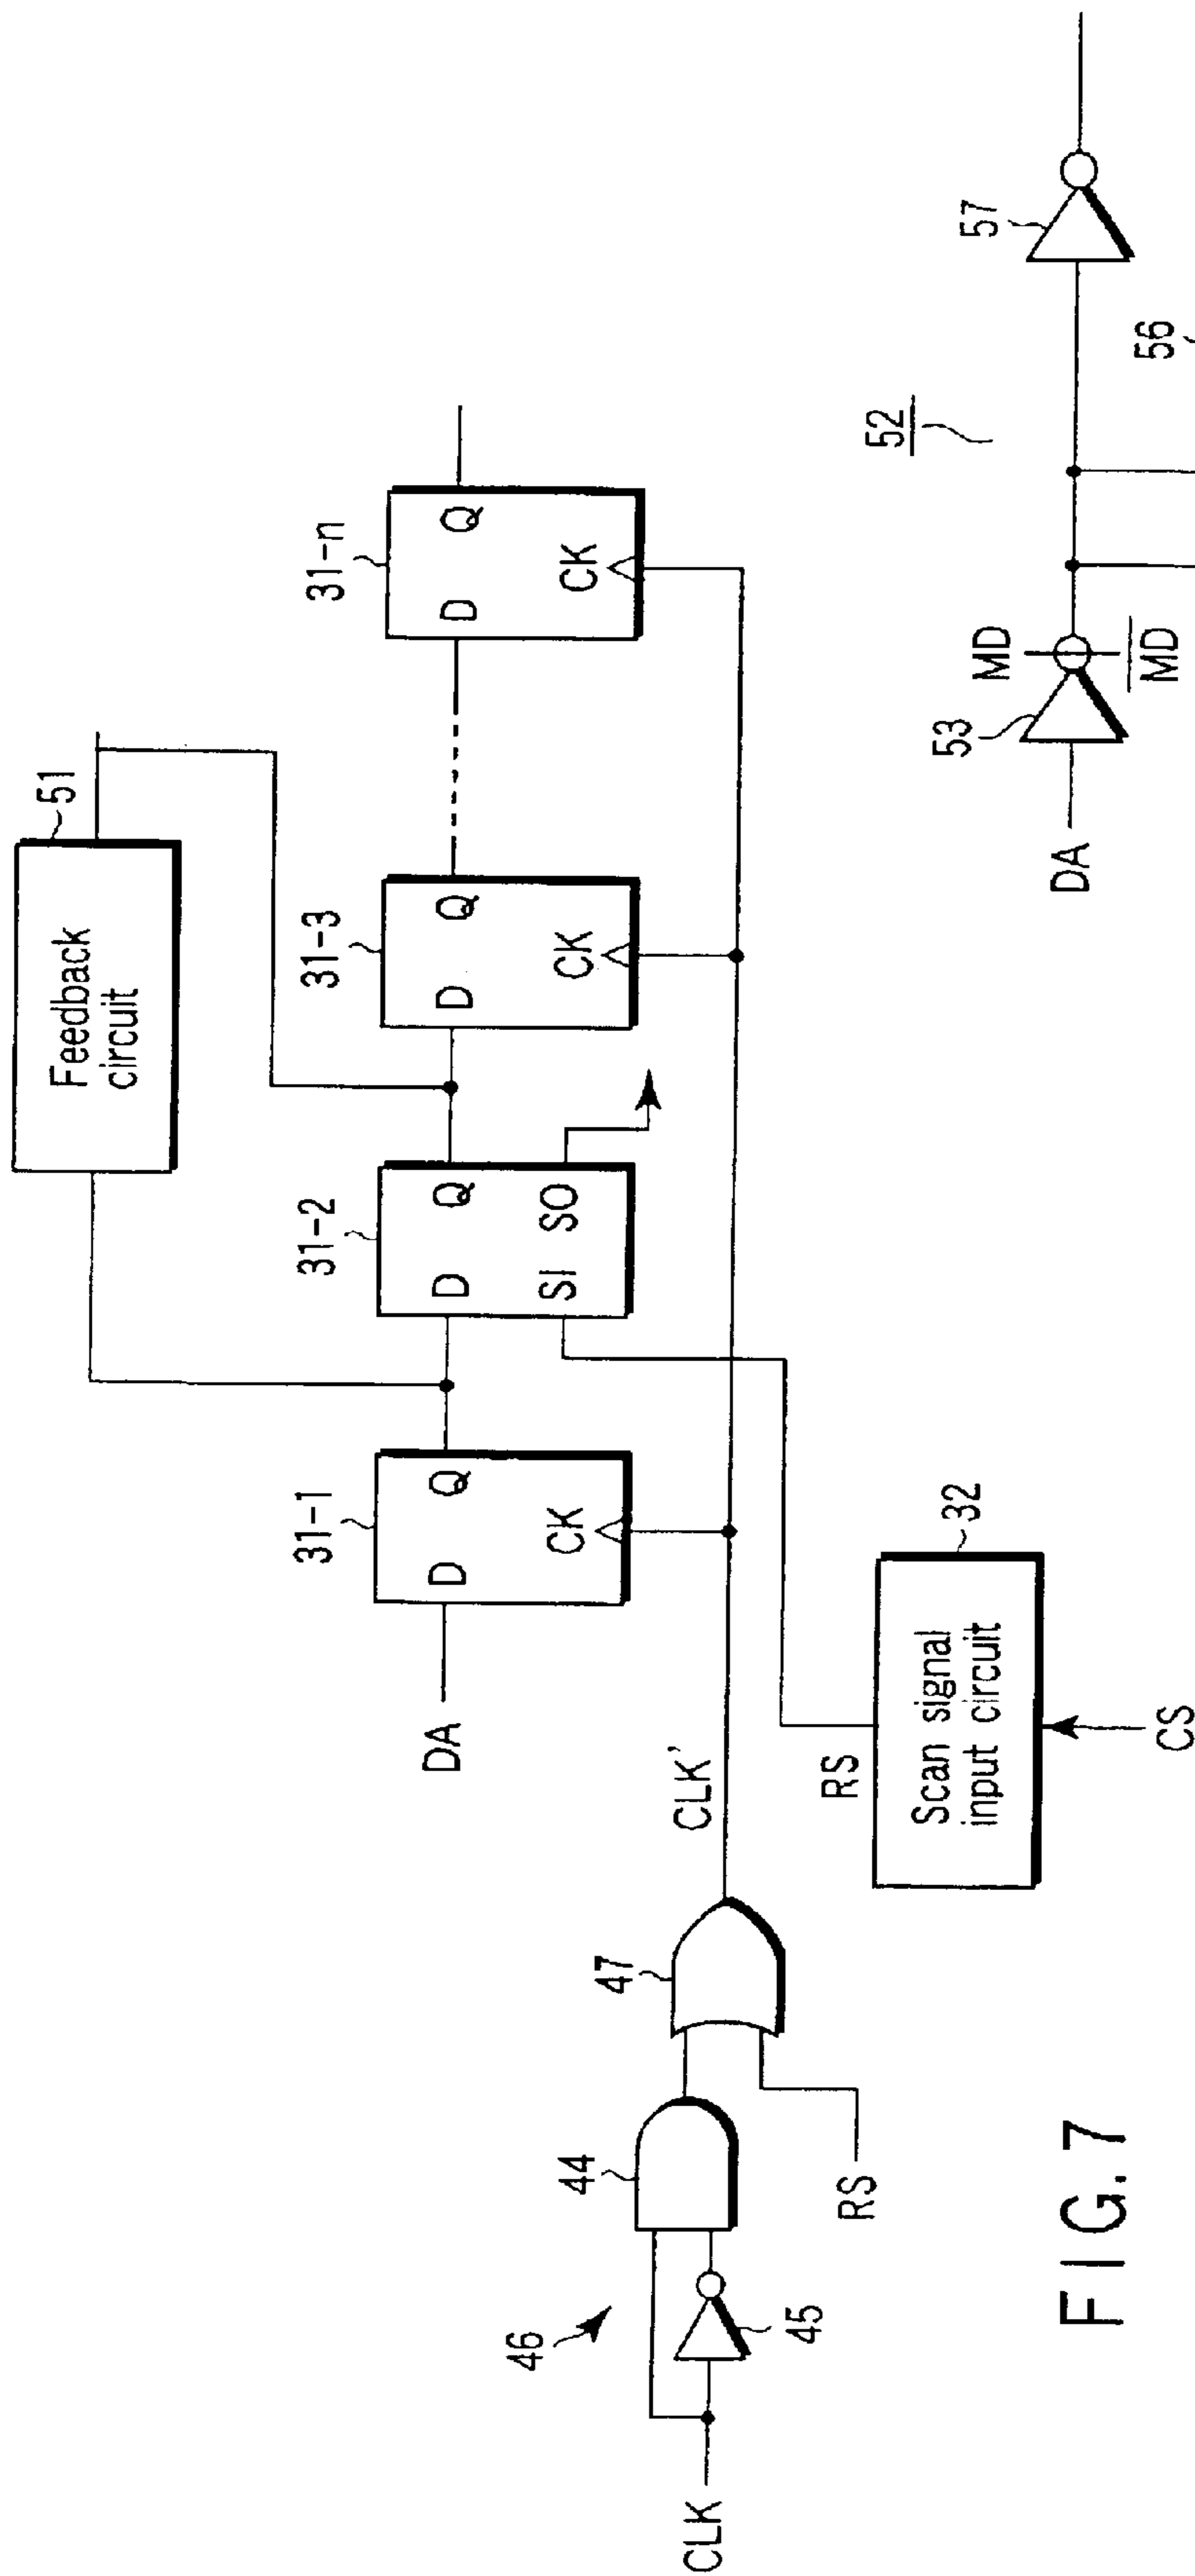 51
Feedback
circuit
31-1
D
Q
CK
31-2
D
Q
SI
SO
31-3
D
Q
CK
31-n
D
Q
CK
DA
CLK'
46
44
47
45
CLK
RS
RS
32
Scan signal
input circuit
CS
FIG. 7
52
53
MD
MD
DA
57
56